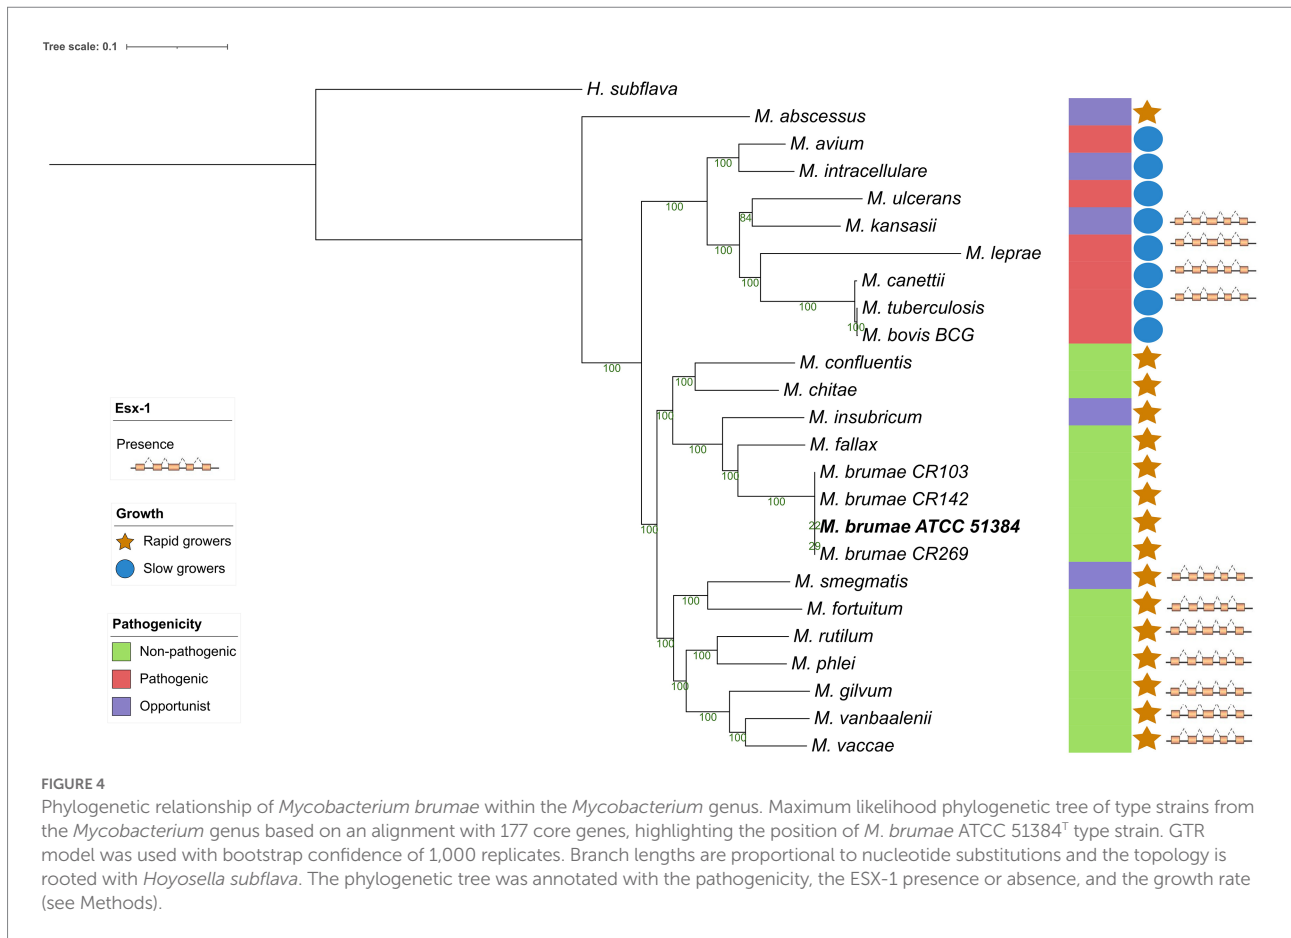 Tree scale: 0.1
H. subflava
M. abscessus
M. avium
100
M. intracellulare
M. ulcerans
100
84
M. kansasii
100
M. leprae
100
M. canettii
100
M. tuberculosis
100
M. bovis BCG
100
M. confluentis
100
M. chitae
100
M. insubricum
100
M. fallax
100
M. brumae CR103
100
M. brumae CR142
22
M. brumae ATCC 51384
100
29
M. brumae CR269
M. smegmatis
100
M. fortuitum
M. rutilum
100
100
M. phlei
100
M. gilvum
100
M. vanbaalenii
100
M. vaccae
Esx-1
Presence
Growth
Rapid growers
Slow growers
Pathogenicity
Non-pathogenic
Pathogenic
Opportunist
FIGURE 4
Phylogenetic relationship of Mycobacterium brumae within the Mycobacterium genus. Maximum likelihood phylogenetic tree of type strains from
the Mycobacterium genus based on an alignment with 177 core genes, highlighting the position of M. brumae ATCC 51384ᵀ type strain. GTR
model was used with bootstrap confidence of 1,000 replicates. Branch lengths are proportional to nucleotide substitutions and the topology is
rooted with Hoyosella subflava. The phylogenetic tree was annotated with the pathogenicity, the ESX-1 presence or absence, and the growth rate
(see Methods).